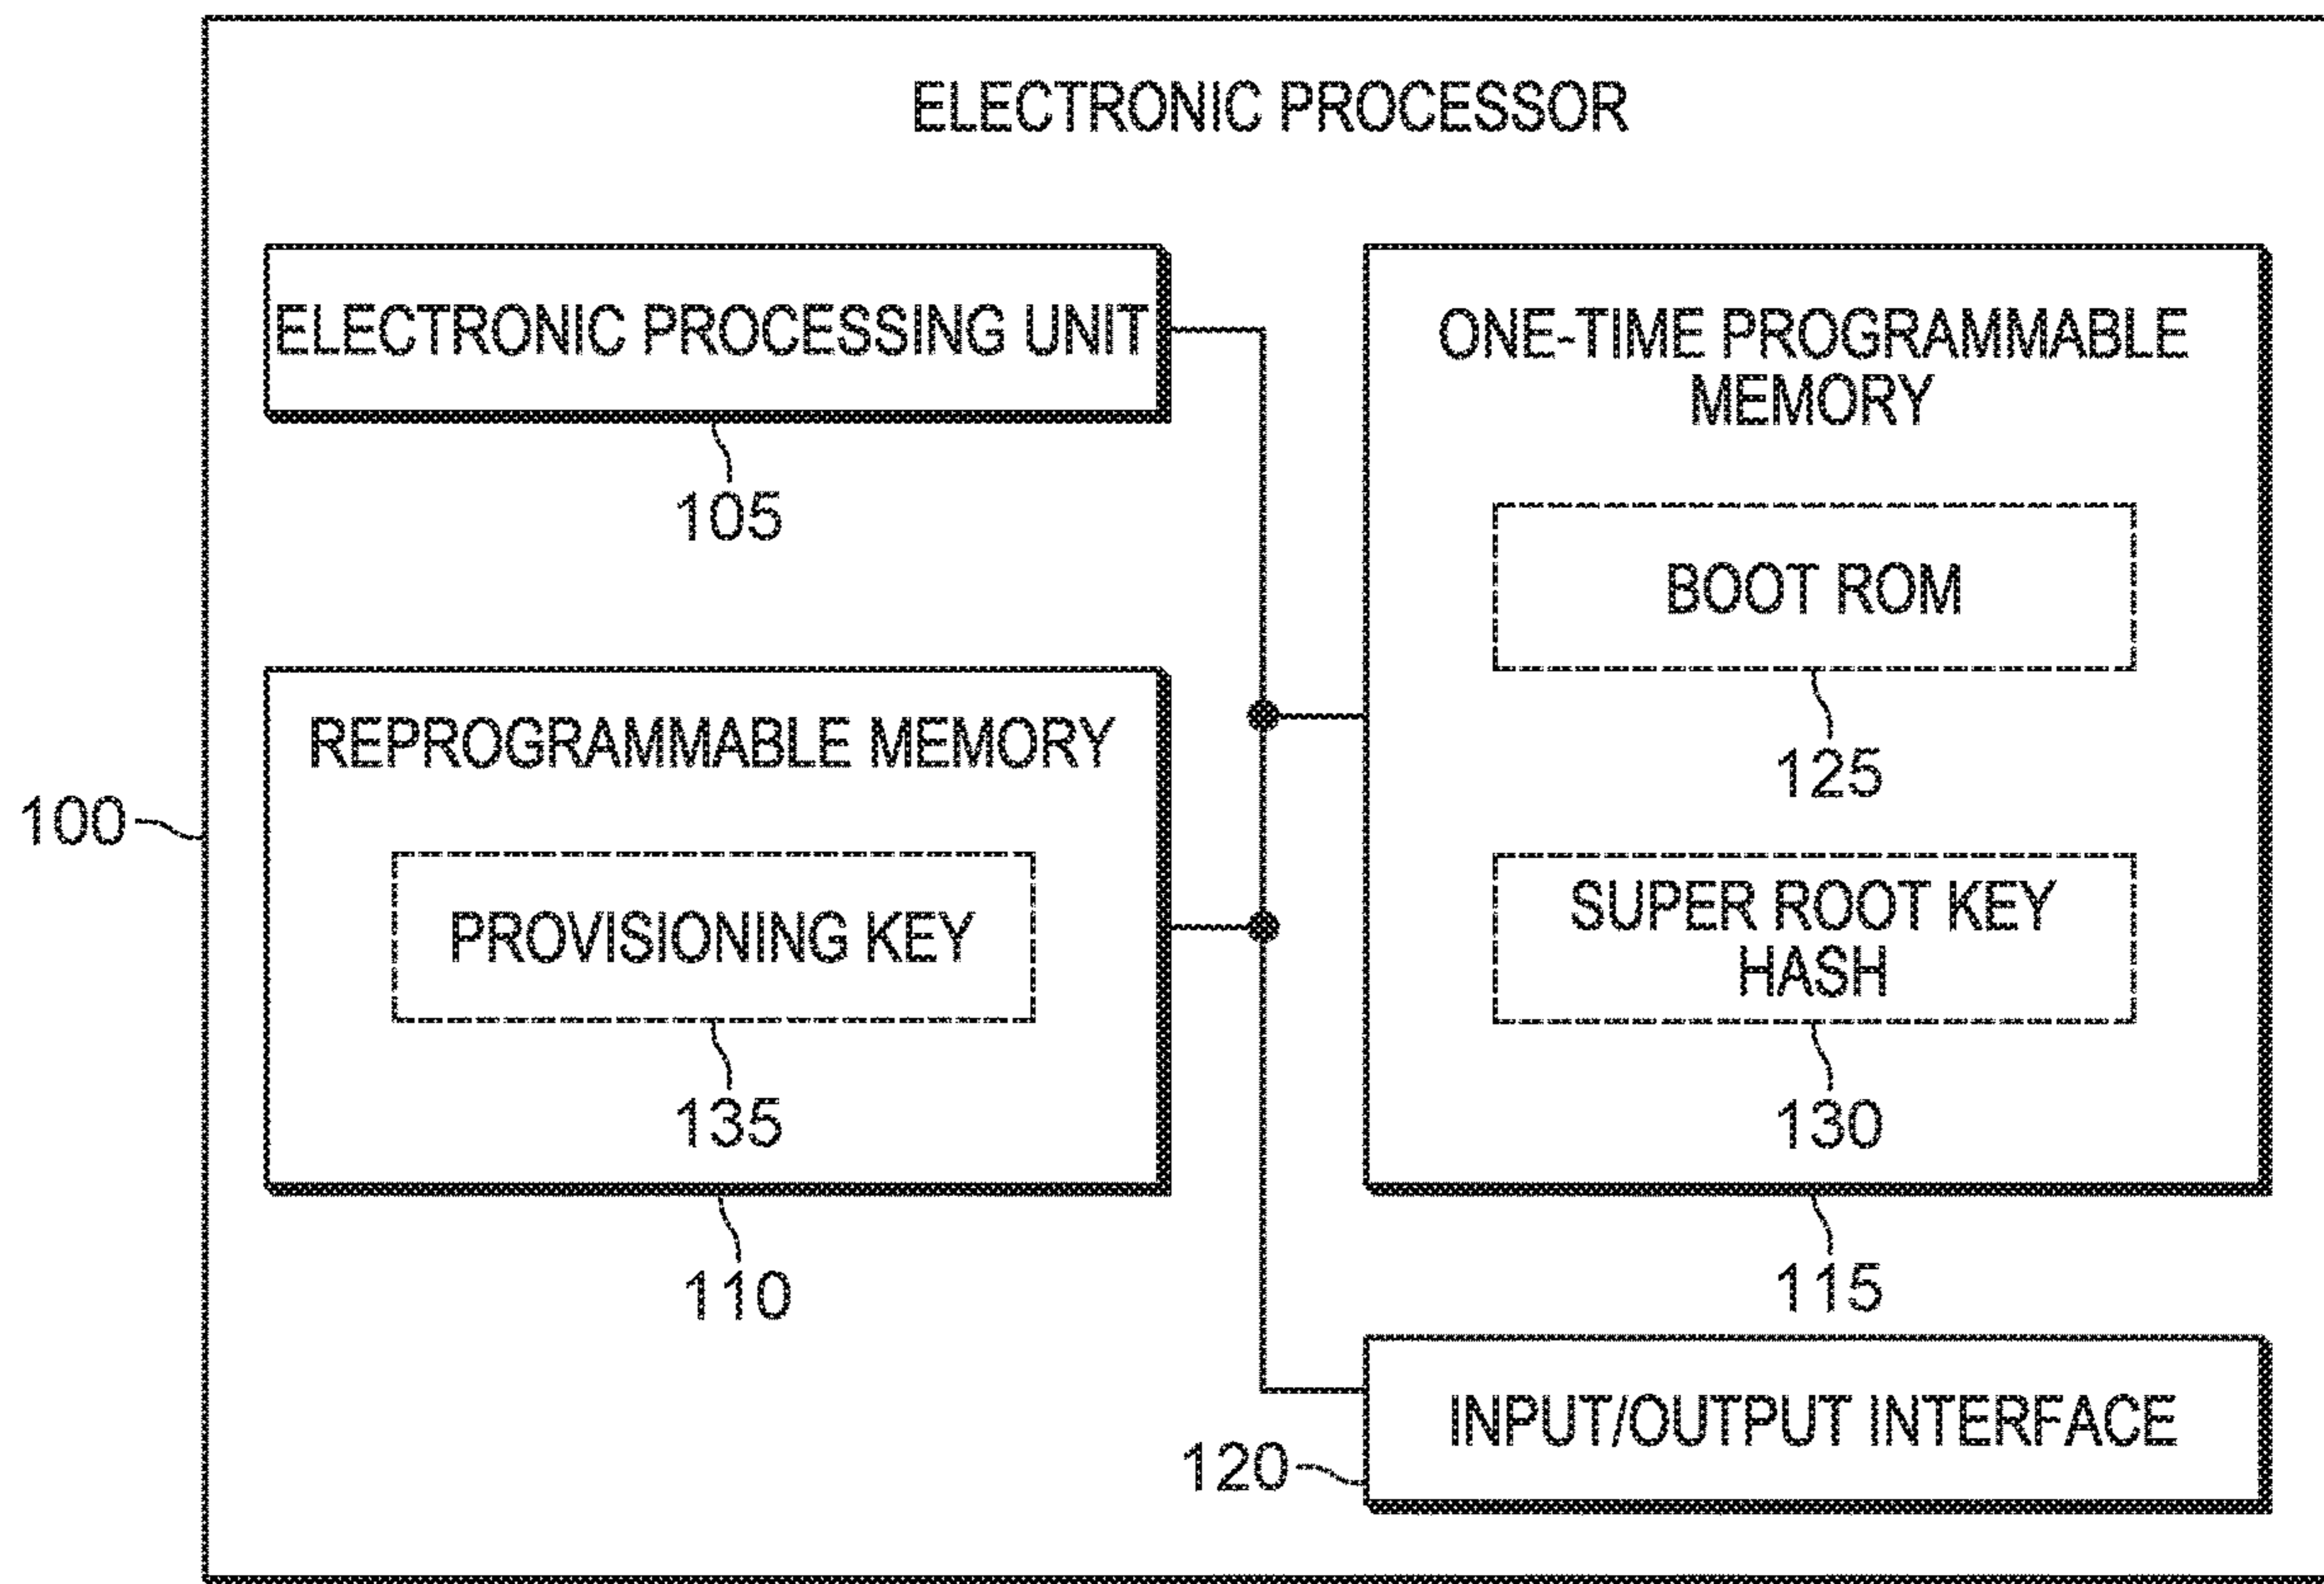 ELECTRONIC PROCESSOR
ELECTRONIC PROCESSING UNIT
105
REPROGRAMMABLE MEMORY
PROVISIONING KEY
135
110
100
ONE-TIME PROGRAMMABLE
MEMORY
BOOT ROM
125
SUPER ROOT KEY
HASH
130
115
INPUT/OUTPUT INTERFACE
120